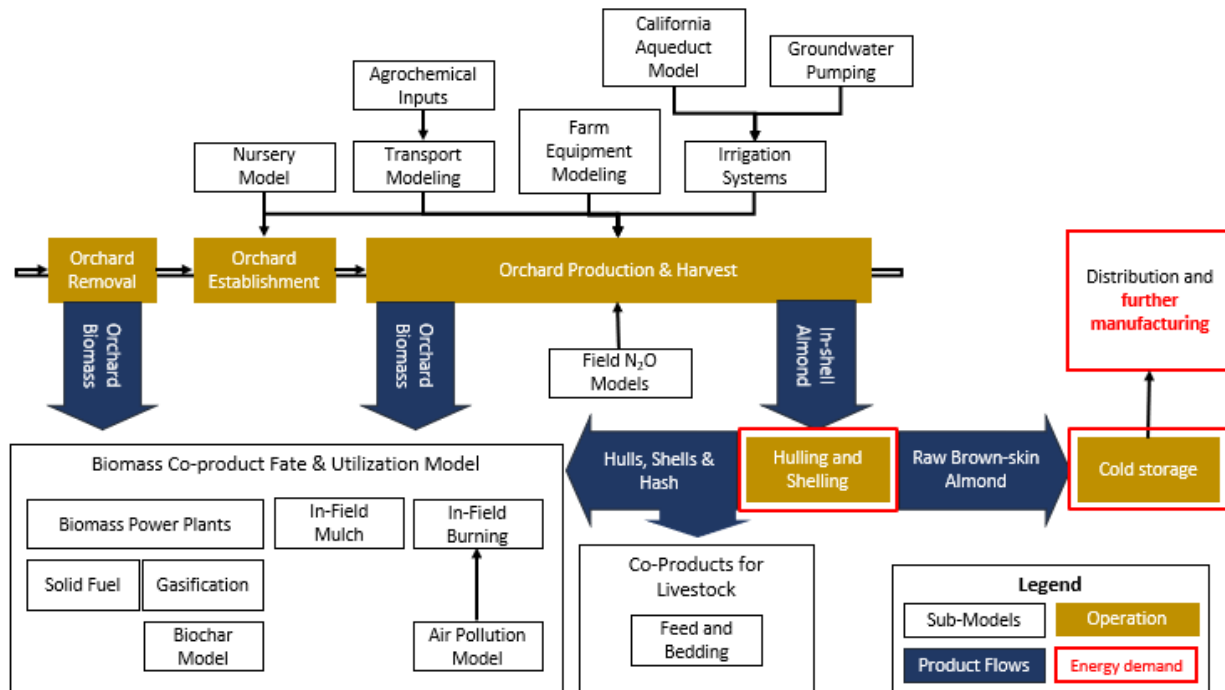 California
Aqueduct
Model
Groundwater
Pumping
Agrochemical
Inputs
Farm
Equipment
Modeling
Nursery
Model
Transport
Modeling
Irrigation
Systems
Orchard
Removal
Orchard
Establishment
Orchard Production & Harvest
Distribution and
further
manufacturing
Orchard
Biomass
Orchard
Biomass
In-shell
Almond
Field N₂O
Models
Biomass Co-product Fate & Utilization Model
Hulls, Shells &
Hash
Hulling and
Shelling
Raw Brown-skin
Almond
Cold storage
Biomass Power Plants
In-Field
Mulch
In-Field
Burning
Solid Fuel
Gasification
Biochar
Model
Air Pollution Model
Co-Products for
Livestock
Feed and
Bedding
Legend
Sub-Models
Operation
Product Flows
Energy demand